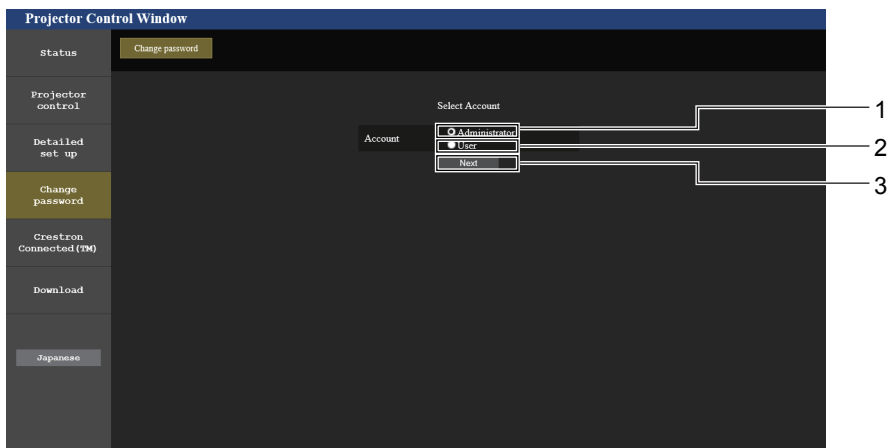 Projector Control Window
Status
Change password
Projector
control
Detailed
set up
Change
password
Crestron
Connected(TM)
Download
Japanese
Select Account
Account
Administrator
User
Next
1
2
3